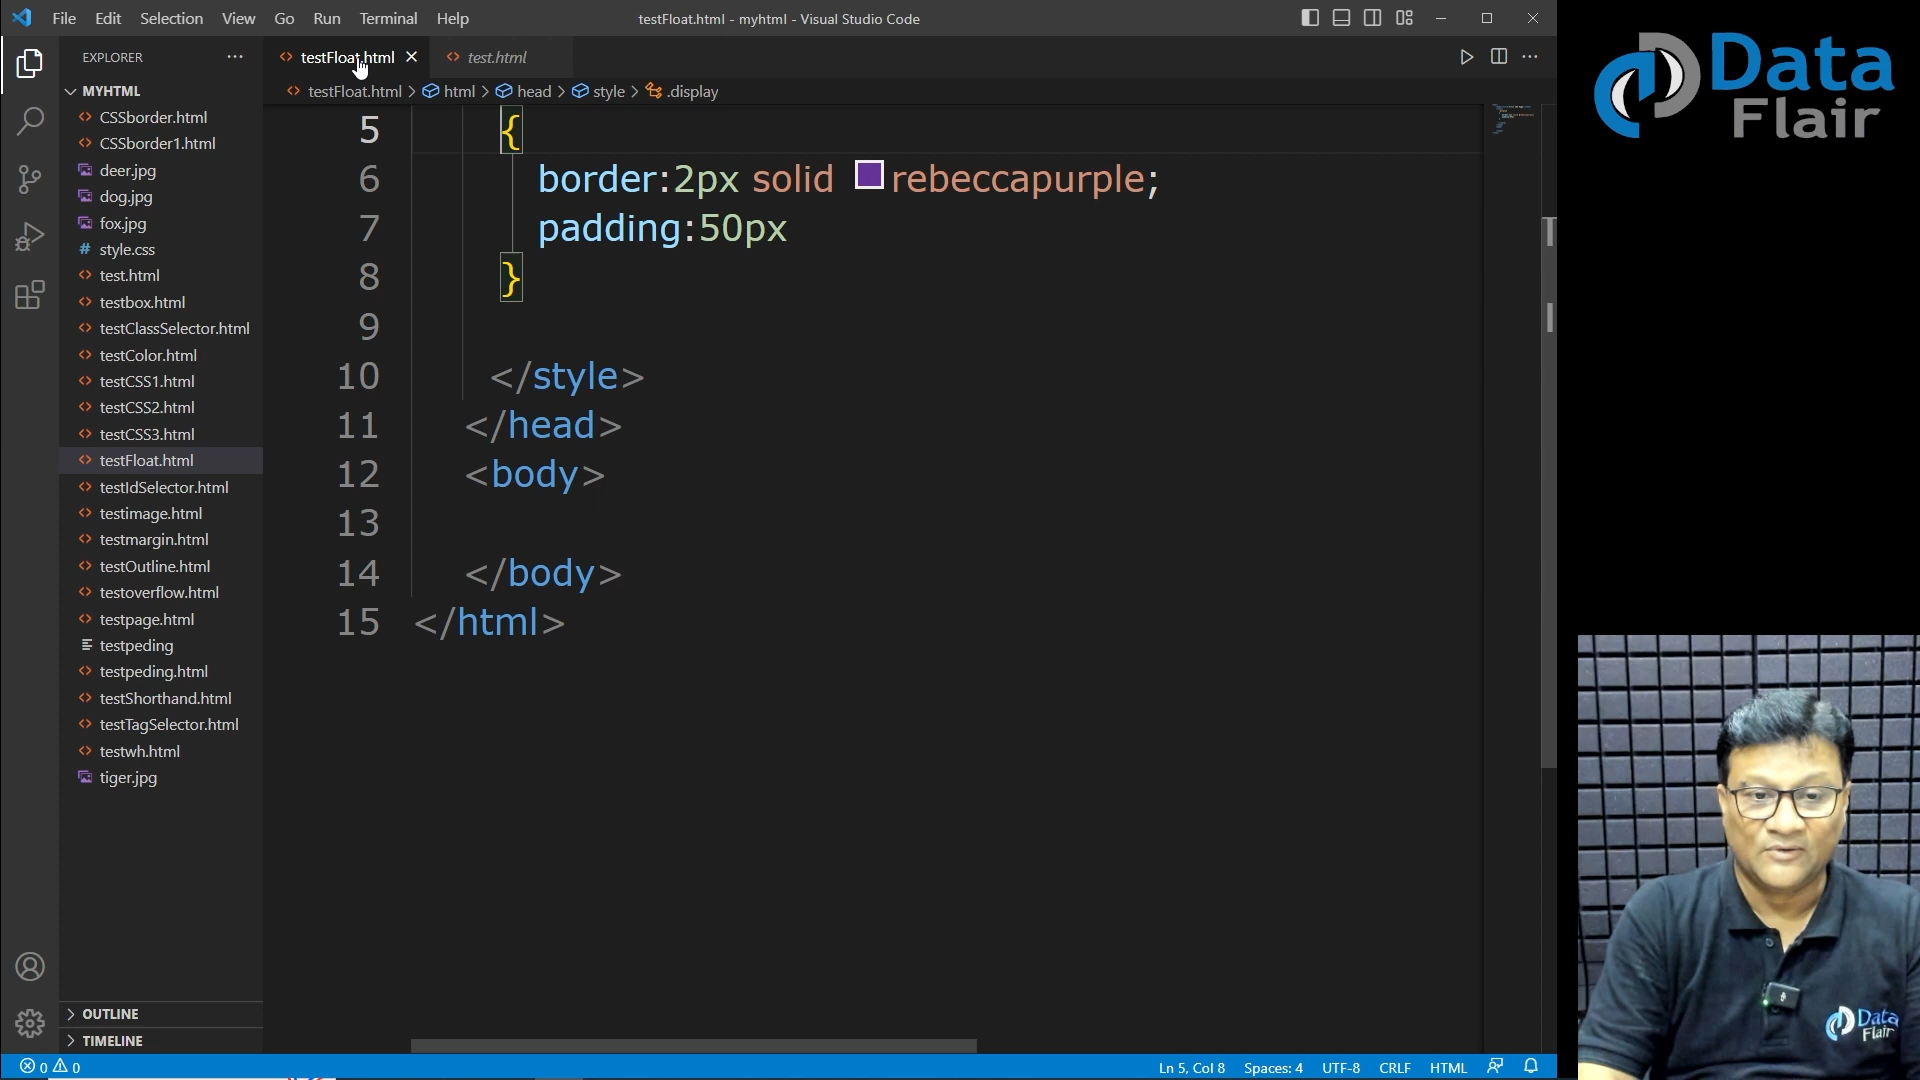 File Edit Selection View Go Run Terminal Help testFloat.html - myhtml - Visual Studio Code
EXPLORER
testFloat.html test.html
testFloat.html > html > head > style > .display
MYHTML
CSSborder.html
CSSborder1.html
deer.jpg
dog.jpg
fox.jpg
style.css
test.html
testbox.html
testClassSelector.html
testColor.html
testCSS1.html
testCSS2.html
testCSS3.html
testFloat.html
testIdSelector.html
testimage.html
testmargin.html
testOutline.html
testoverflow.html
testpage.html
testpeding
testpeding.html
testShorthand.html
testTagSelector.html
testwh.html
tiger.jpg
OUTLINE
TIMELINE
5 {
6 border:2px solid rebeccapurple;
7 padding:50px
8 }
9
10 </style>
11 </head>
12 <body>
13
14 </body>
15 </html>
0 0 Ln 5, Col 8 Spaces: 4 UTF-8 CRLF HTML
Data
Flair
Data
Flair